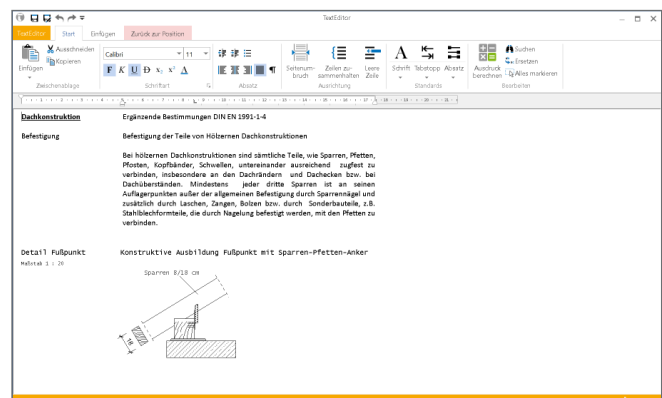 TextEditor
TextEditor Start Einfügen Zurück zur Position
Einfügen
Ausschneiden
Kopieren
Zwischenablage
Calibri 11
F K U D x₂ x² A
Schriftart
Absatz
Seitenum-
bruch
Zeilen zu-
sammenhalten
Leere
Zeile
Ausrichtung
Schrift Tabstopp Absatz
Standards
Ausdruck
berechnen
Suchen
Ersetzen
Alles markieren
Bearbeiten
Dachkonstruktion Ergänzende Bestimmungen DIN EN 1991-1-4
Befestigung Befestigung der Teile von Hölzernen Dachkonstruktionen
Bei hölzernen Dachkonstruktionen sind sämtliche Teile, wie Sparren, Pfetten,
Pfosten, Kopfbänder, Schwellen, untereinander ausreichend zugfest zu
verbinden, insbesondere an den Dachrändern und Dachecken bzw. bei
Dachüberständen. Mindestens jeder dritte Sparren ist an seinen
Auflagerpunkten außer der allgemeinen Befestigung durch Sparrennägel und
zusätzlich durch Laschen, Zangen, Bolzen bzw. durch Sonderbauteile, z.B.
Stahlblechformteile, die durch Nagelung befestigt werden, mit den Pfetten zu
verbinden.
Detail Fußpunkt Konstruktive Ausbildung Fußpunkt mit Sparren-Pfetten-Anker
Maßstab 1 : 20
Sparren 8/18 cm
18